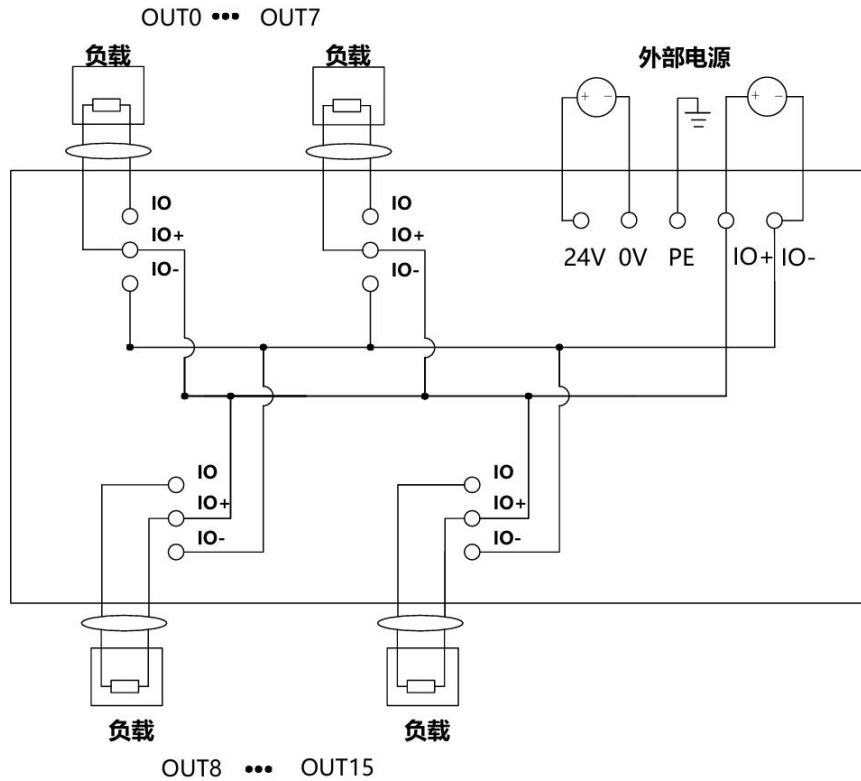 OUT0 ••• OUT7
负载
负载
外部电源
+ -
+ -
IO
IO+
IO-
IO
IO+
IO-
24V 0V PE IO+ IO-
IO
IO+
IO-
IO
IO+
IO-
负载
负载
OUT8 ••• OUT15